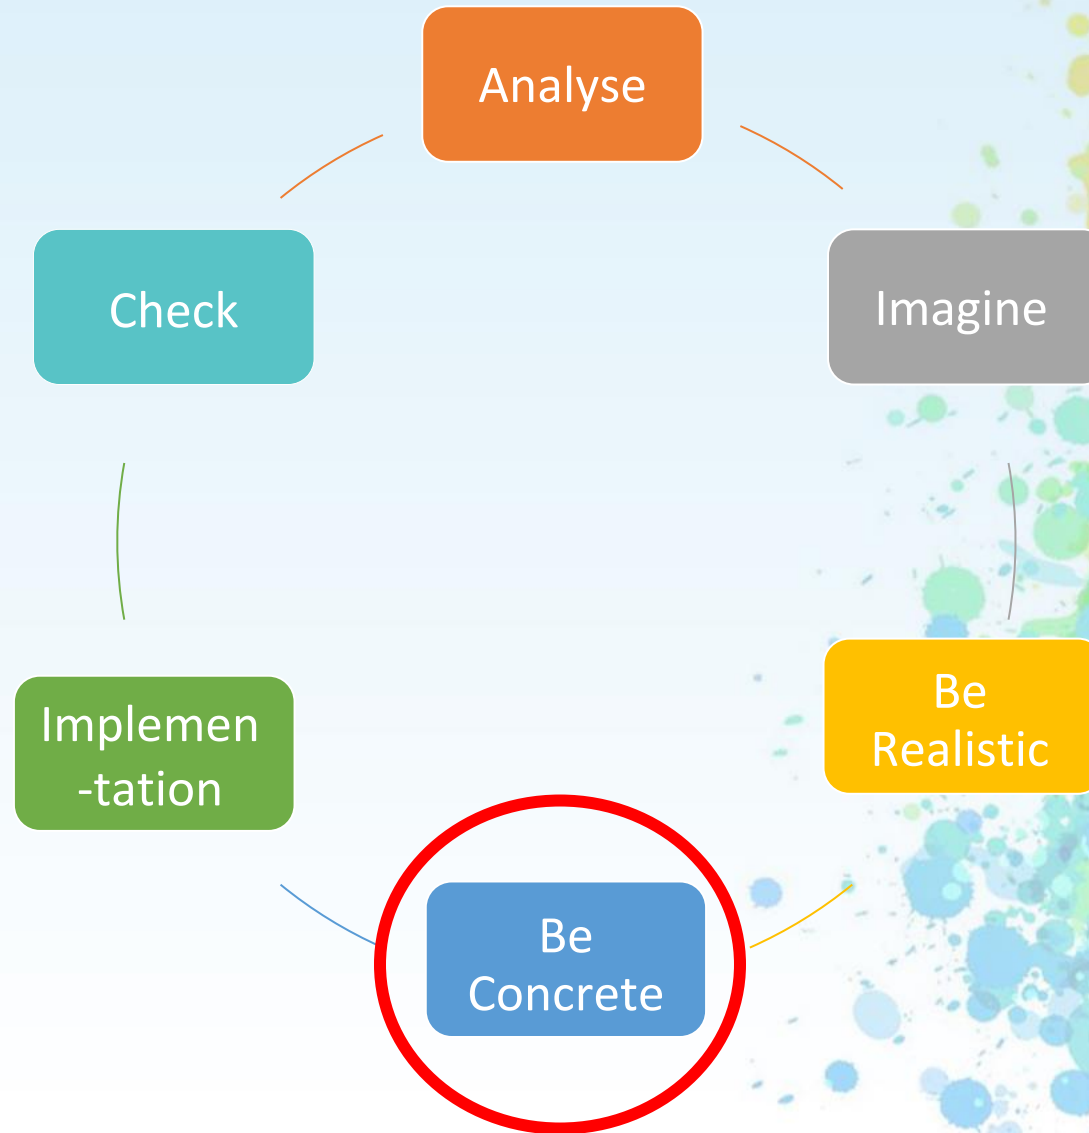 Analyse
Check
Imagine
Be
Realistic
Implemen
-tation
Be
Concrete